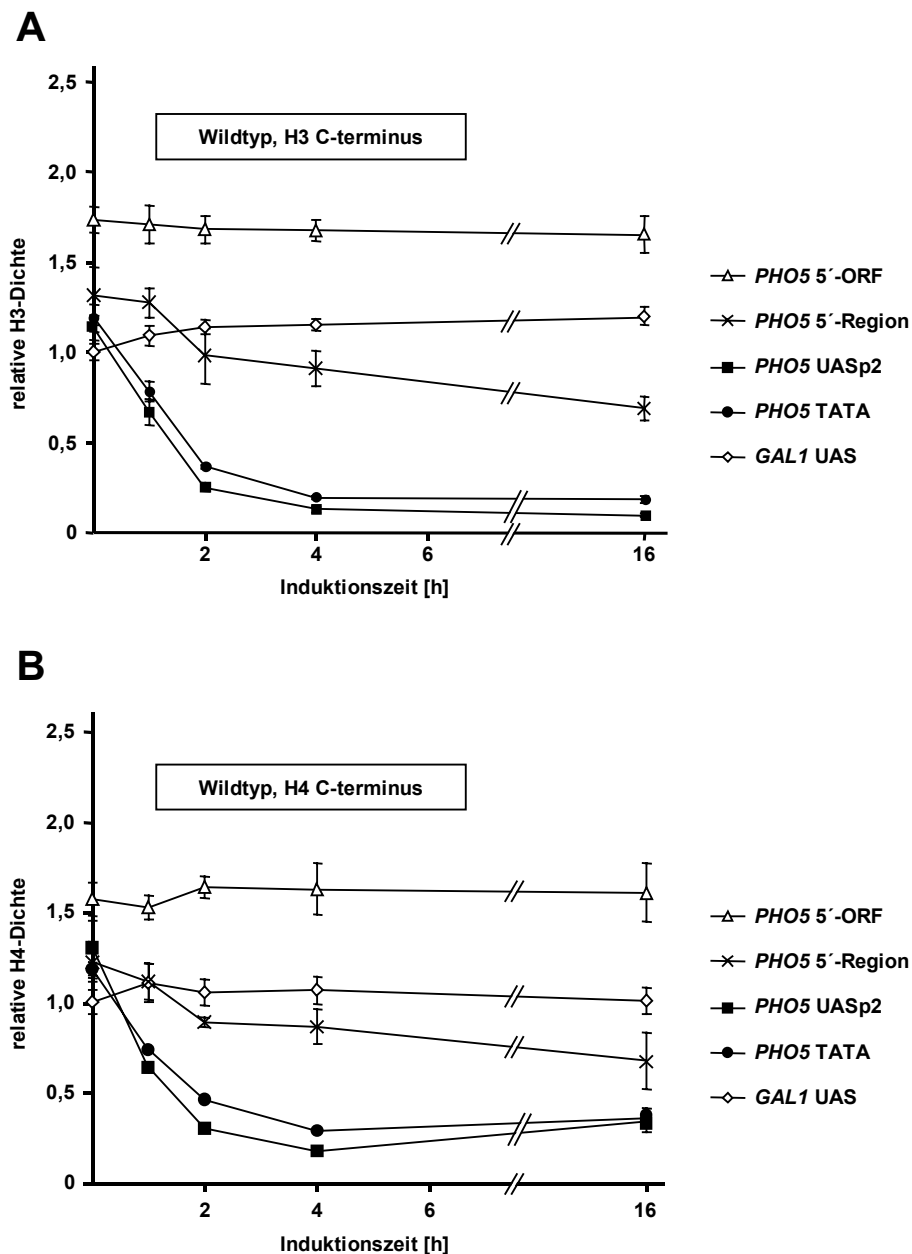 A
2,5
Wildtyp, H3 C-terminus
2,0
1,5
1,0
0,5
0
relative H3-Dichte
2
4
6
16
Induktionszeit [h]
PHO5 5´-ORF
PHO5 5´-Region
PHO5 UASp2
PHO5 TATA
GAL1 UAS
B
2,5
Wildtyp, H4 C-terminus
2,0
1,5
1,0
0,5
0
relative H4-Dichte
2
4
6
16
Induktionszeit [h]
PHO5 5´-ORF
PHO5 5´-Region
PHO5 UASp2
PHO5 TATA
GAL1 UAS